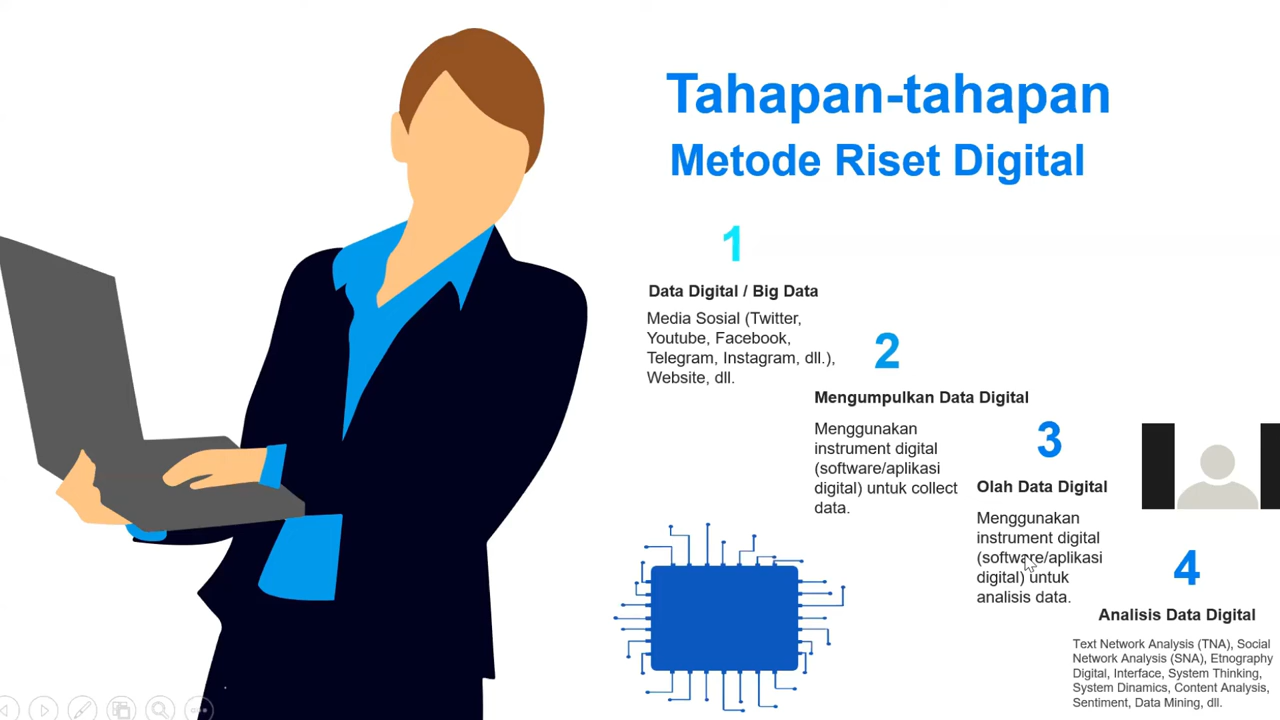 Tahapan-tahapan
Metode Riset Digital
1
Data Digital / Big Data
Media Sosial (Twitter,
Youtube, Facebook,
Telegram, Instagram, dll.),
Website, dll.
2
Mengumpulkan Data Digital
Menggunakan
instrument digital
(software/aplikasi
digital) untuk collect
data.
3
Olah Data Digital
Menggunakan
instrument digital
(software/aplikasi
digital) untuk
analisis data.
4
Analisis Data Digital
Text Network Analysis (TNA), Social
Network Analysis (SNA), Etnography
Digital, Interface, System Thinking,
System Dinamics, Content Analysis,
Sentiment, Data Mining, dll.